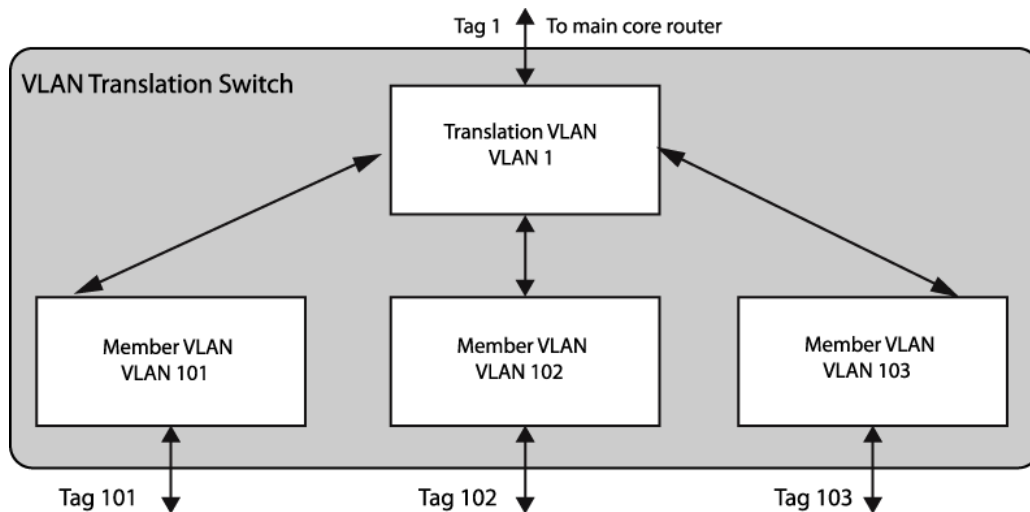 Tag 1 To main core router
VLAN Translation Switch
Translation VLAN
VLAN 1
Member VLAN
VLAN 101
Member VLAN
VLAN 102
Member VLAN
VLAN 103
Tag 101
Tag 102
Tag 103